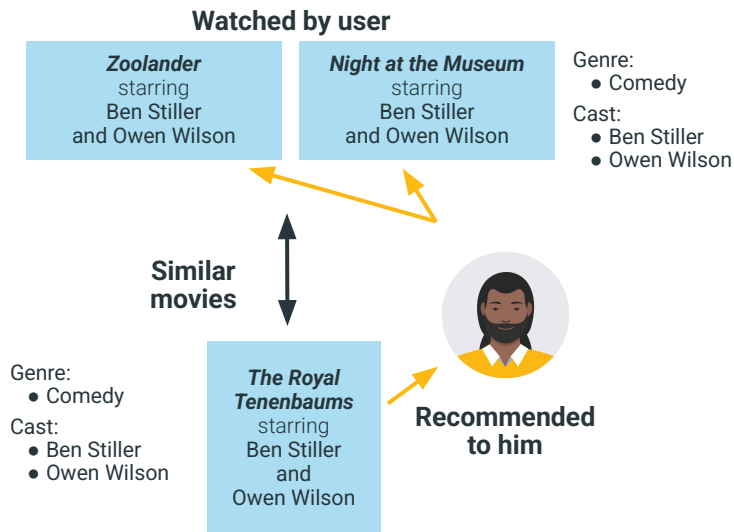 Watched by user
Zoolander
starring
Ben Stiller
and Owen Wilson
Night at the Museum
starring
Ben Stiller
and Owen Wilson
Genre:
● Comedy
Cast:
● Ben Stiller
● Owen Wilson
Similar
movies
Genre:
● Comedy
Cast:
● Ben Stiller
● Owen Wilson
The Royal
Tenenbaums
starring
Ben Stiller
and
Owen Wilson
Recommended
to him